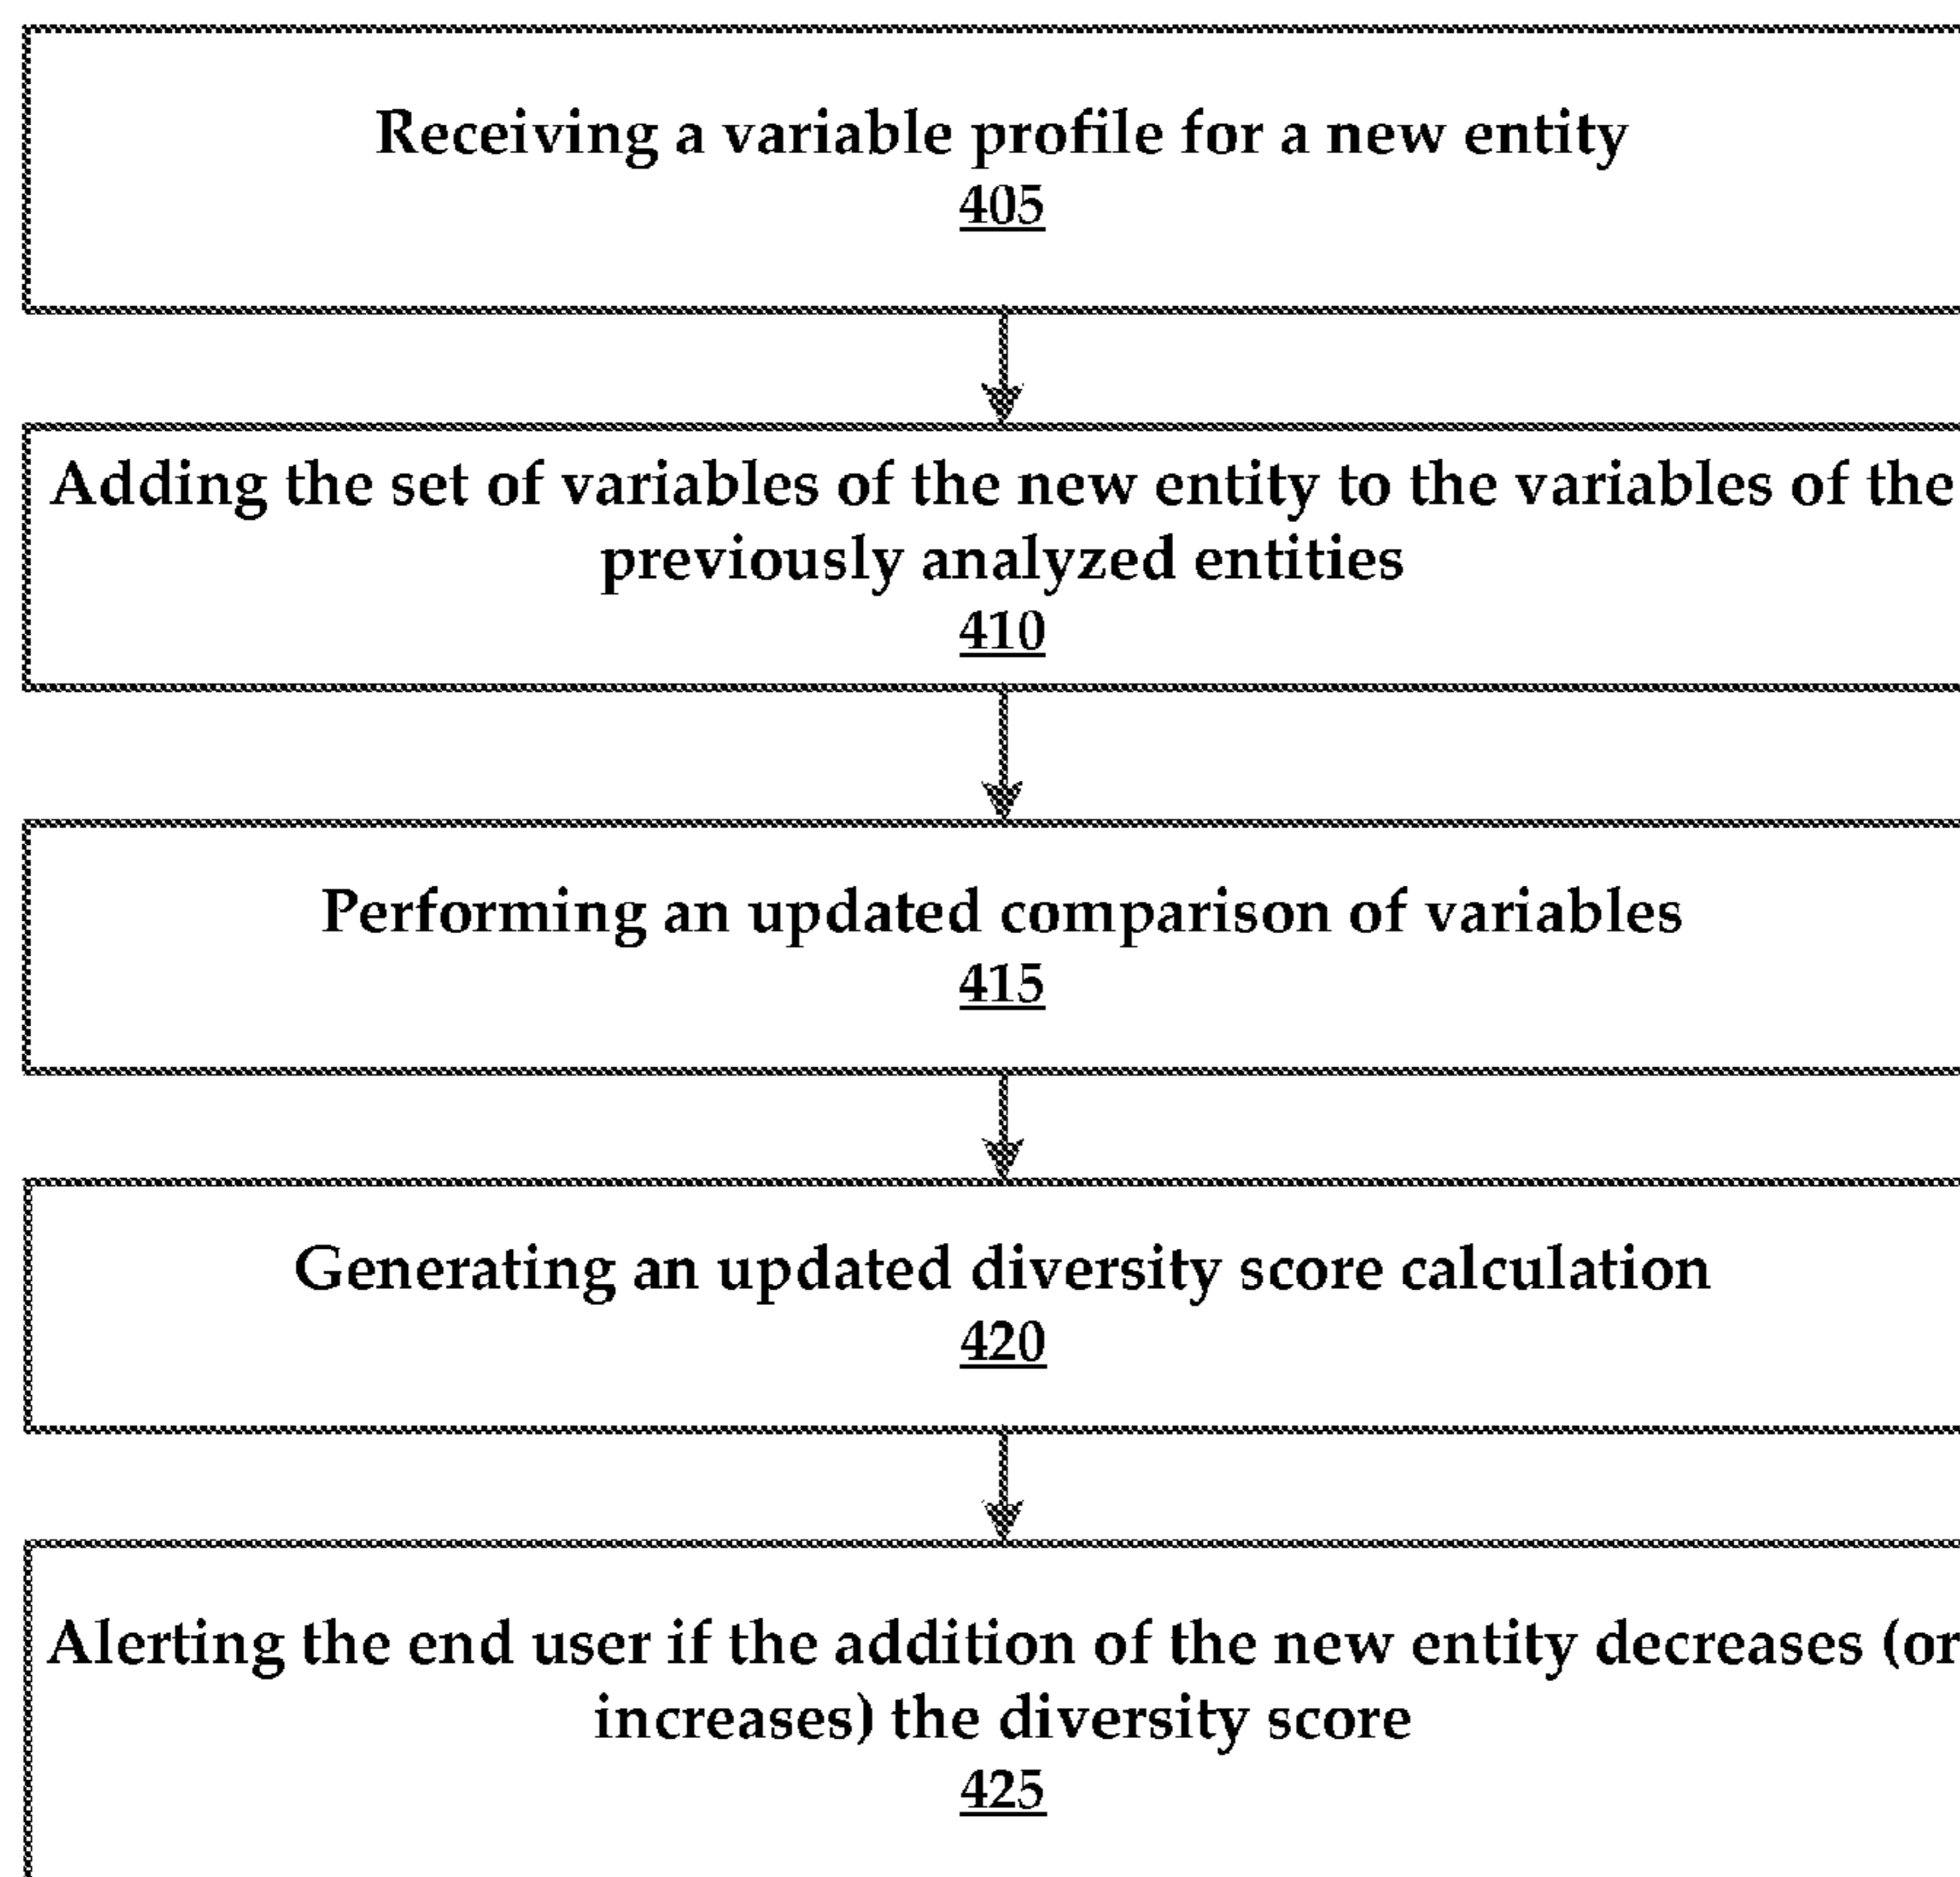 Receiving a variable profile for a new entity
405
Adding the set of variables of the new entity to the variables of the
previously analyzed entities
410
Performing an updated comparison of variables
415
Generating an updated diversity score calculation
420
Alerting the end user if the addition of the new entity decreases (or
increases) the diversity score
425